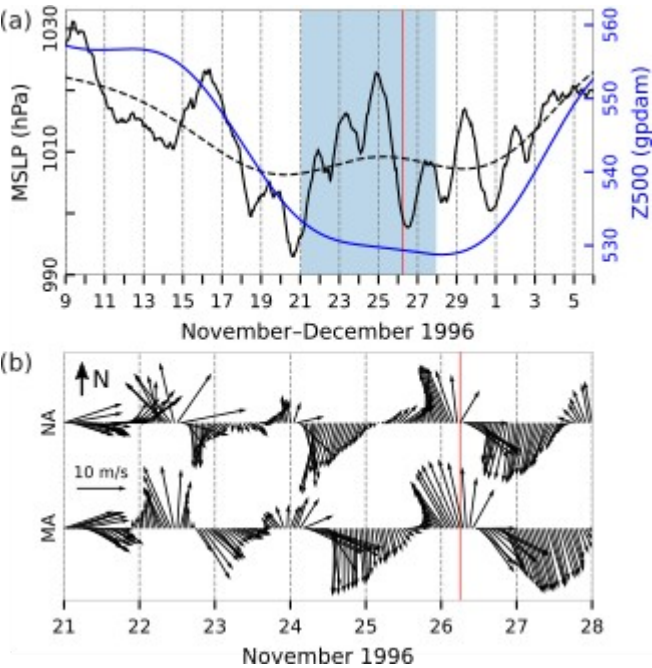 (a)
1030
1010
990
MSLP (hPa)
560
550
540
530
Z500 (gpdam)
9 11 13 15 17 19 21 23 25 27 29 1 3 5
November–December 1996
(b)
N
NA
10 m/s
MA
21 22 23 24 25 26 27 28
November 1996